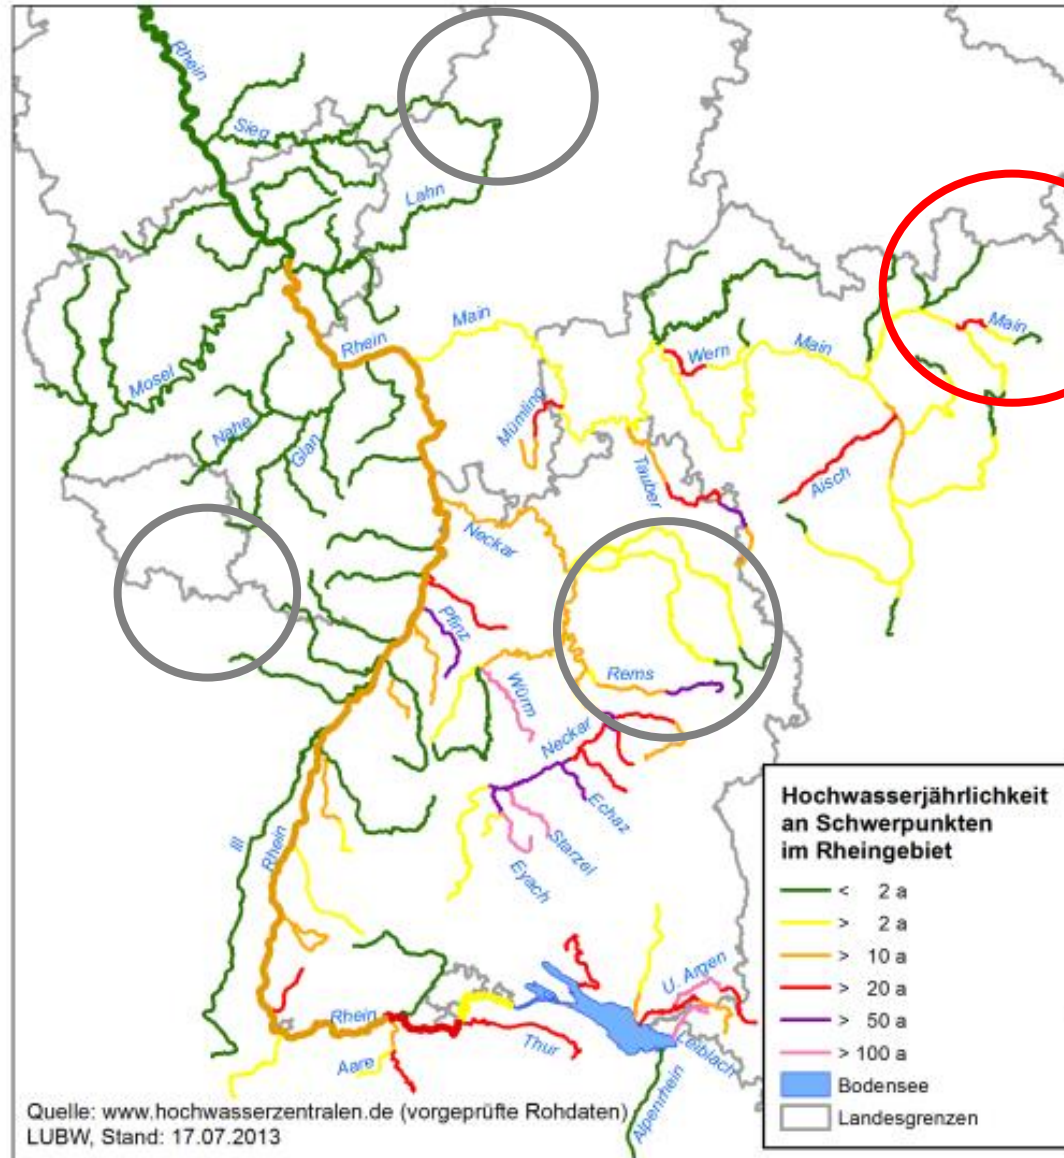 Rhein
Sieg
Lahn
Main
Main
Rhein
Wern
Main
Mosel
Mümling
Nahe
Glan
Tauber
Aisch
Neckar
Pfinz
Rems
Würm
Neckar
Echaz
Starzel
Eyach
Ill
Rhein
U. Argen
Rhein
Thur
Leiblach
Aare
Alpenrhein
Hochwasserjährlichkeit
an Schwerpunkten
im Rheingebiet
< 2 a
> 2 a
> 10 a
> 20 a
> 50 a
> 100 a
Bodensee
Landesgrenzen
Quelle: www.hochwasserzentralen.de (vorgeprüfte Rohdaten)
LUBW, Stand: 17.07.2013